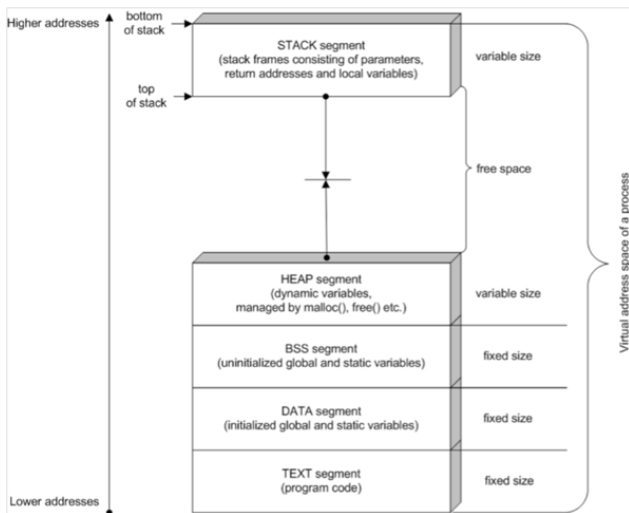 Higher addresses
bottom
of stack
STACK segment
(stack frames consisting of parameters,
return addresses and local variables)
variable size
top
of stack
free space
Virtual address space of a process
HEAP segment
(dynamic variables,
managed by malloc(), free() etc.)
variable size
BSS segment
(uninitialized global and static variables)
fixed size
DATA segment
(initialized global and static variables)
fixed size
TEXT segment
(program code)
fixed size
Lower addresses